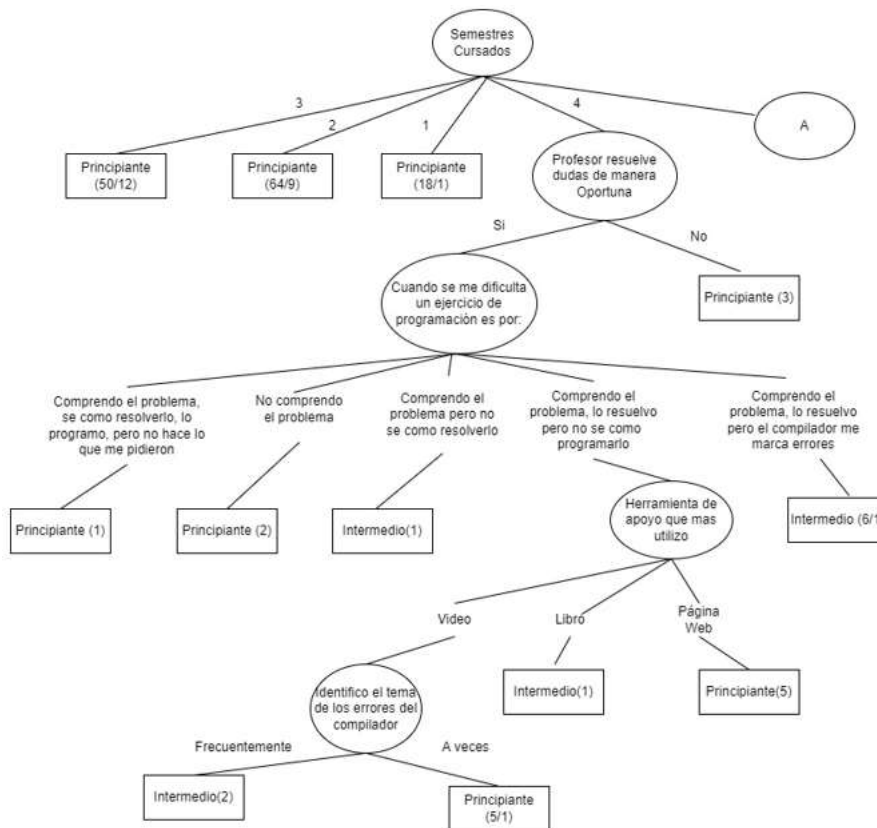 Semestres
Cursados
3
2
1
4
A
Principiante
(50/12)
Principiante
(64/9)
Principiante
(18/1)
Profesor resuelve
dudas de manera
Oportuna
Si
No
Cuando se me dificulta
un ejercicio de
programación es por:
Principiante (3)
Comprendo el problema,
se como resolverlo, lo
programo, pero no hace lo
que me pidieron
No comprendo
el problema
Comprendo el
problema pero no
se como resolverlo
Comprendo el
problema, lo resuelvo
pero no se como
programarlo
Comprendo el
problema, lo resuelvo
pero el compilador me
marca errores
Principiante (1)
Principiante (2)
Intermedio(1)
Herramienta de
apoyo que mas
utilizo
Intermedio (6/1
Video
Libro
Página
Web
Identifico el tema
de los errores del
compilador
Intermedio(1)
Principiante(5)
Frecuentemente
A veces
Intermedio(2)
Principiante
(5/1)